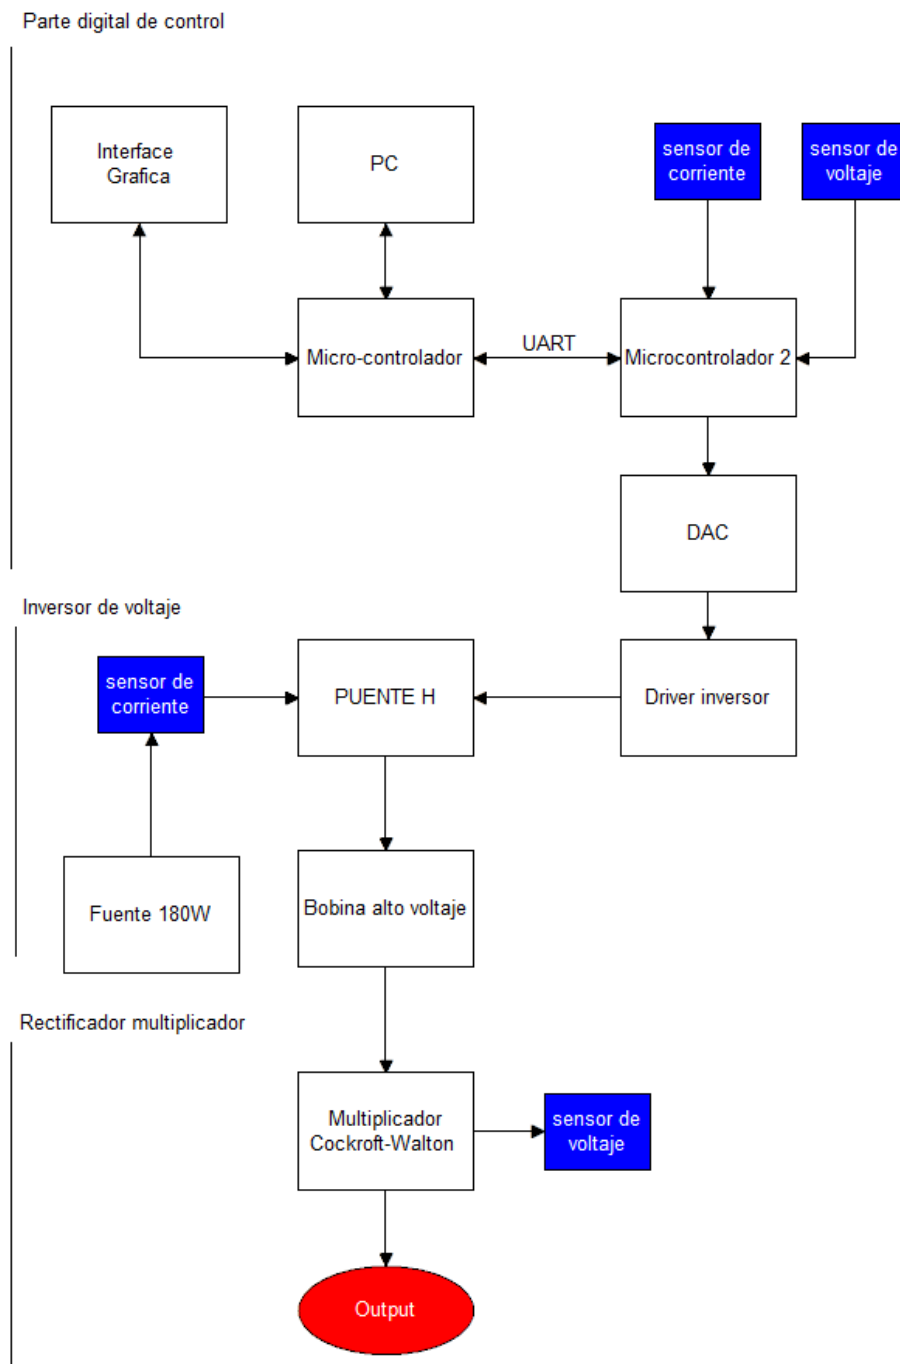 Parte digital de control
Interface
Grafica
PC
sensor de
corriente
sensor de
voltaje
Micro-controlador
UART
Microcontrolador 2
DAC
Inversor de voltaje
sensor de
corriente
PUENTE H
Driver inversor
Fuente 180W
Bobina alto voltaje
Rectificador multiplicador
Multiplicador
Cockroft-Walton
sensor de
voltaje
Output